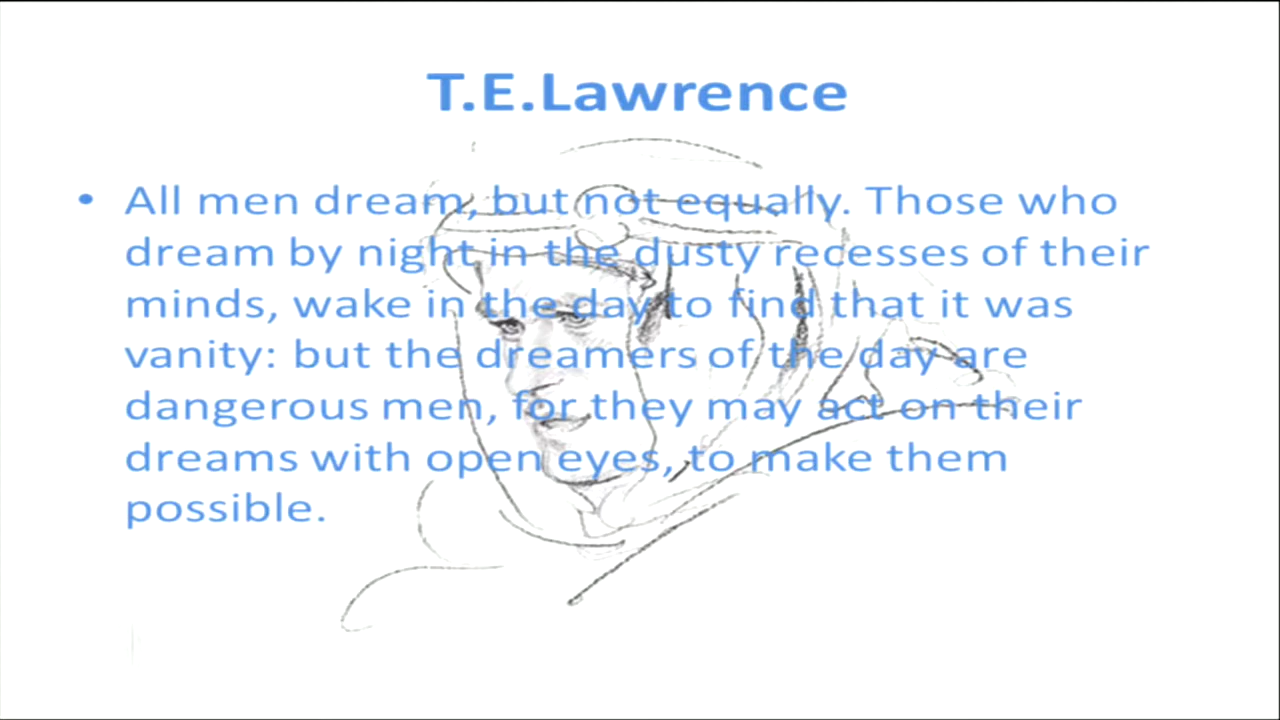 T.E.Lawrence
• All men dream, but not equally. Those who
dream by night in the dusty recesses of their
minds, wake in the day to find that it was
vanity: but the dreamers of the day are
dangerous men, for they may act on their
dreams with open eyes, to make them
possible.